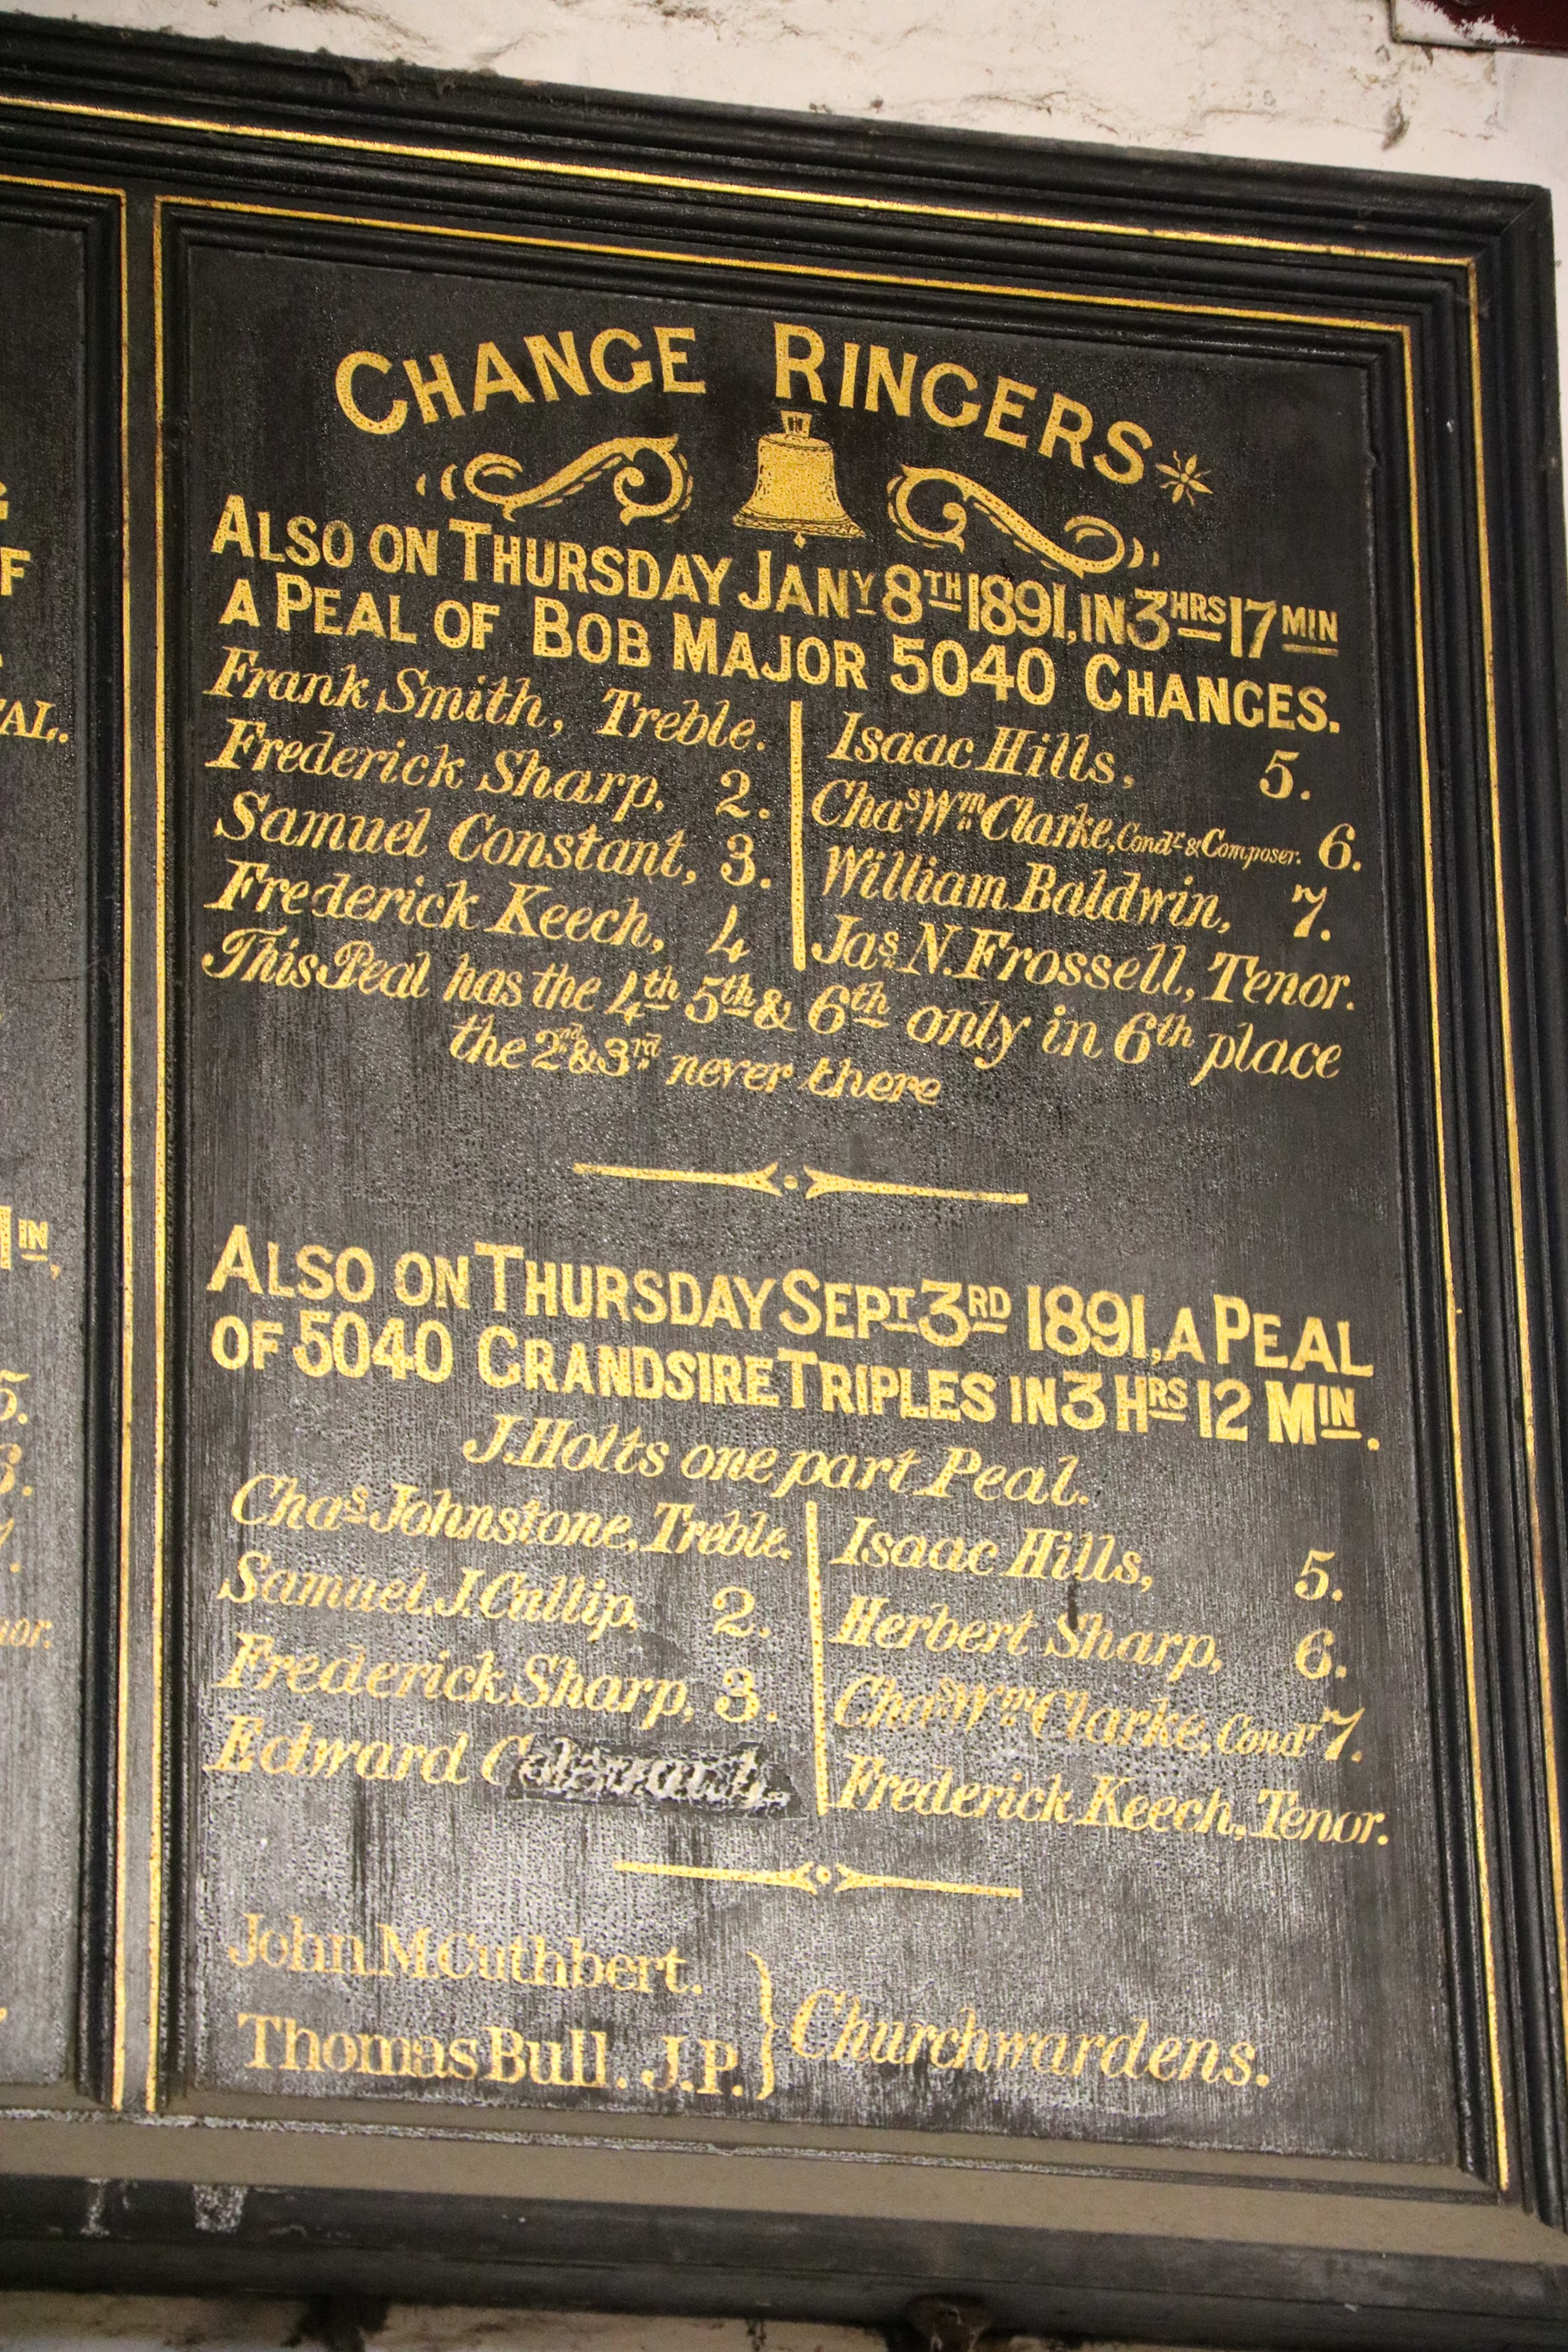 CHANGE RINGERS
ALSO ON THURSDAY JANY 8TH 1891, IN 3HRS 17MIN
A PEAL OF BOB MAJOR 5040 CHANGES.
Frank Smith, Treble.
Frederick Sharp. 2.
Samuel Constant, 3.
Frederick Keech, 4
Isaac Hills, 5.
Chas Wm Clarke, Condr & Composer. 6.
William Baldwin, 7.
Jas N. Frossell, Tenor.
This Peal has the 4th 5th & 6th only in 6th place
the 2nd & 3rd never there
ALSO ON THURSDAY SEPT 3RD 1891, A PEAL
OF 5040 GRANDSIRE TRIPLES IN 3 HRS 12 MIN.
J. Holts one part Peal.
Chas Johnstone, Treble.
Samuel J. Cullip, 2.
Frederick Sharp, 3.
Edward
Isaac Hills, 5.
Herbert Sharp, 6.
Chas Wm Clarke, Condr 7.
Frederick Keech, Tenor.
John M. Cuthbert.
Thomas Bull. J.P.
Churchwardens.